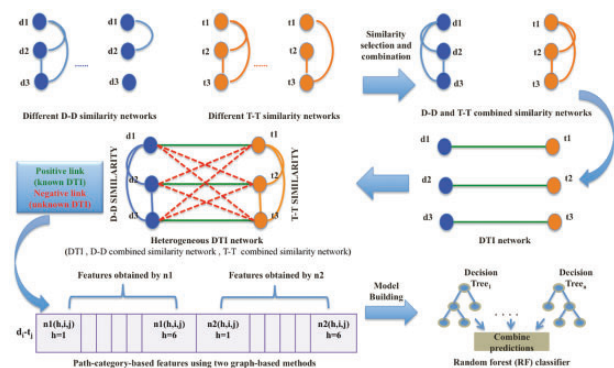 d1
d1
t1
t1
Similarity
selection and
combination
d1
t1
d2
d2
t2
t2
d2
t2
......
......
d3
d3
t3
t3
d3
t3
Different D-D similarity networks
Different T-T similarity networks
D-D and T-T combined similarity networks
d1
t1
d1
t1
Positive link
(known DTI)
Negative link
(unknown DTI)
D-D SIMILARITY
d2
t2
T-T SIMILARITY
d2
t2
d3
t3
d3
t3
Heterogeneous DTI network
DTI network
(DTI , D-D combined similarity network , T-T combined similarity network)
Features obtained by n1
Features obtained by n2
Model
Building
Decision
Tree1
Decision
Treen
di-tj
n1(h,i,j)
h=1
n1(h,i,j)
h=6
n2(h,i,j)
h=1
n2(h,i,j)
h=6
. . . .
Combine
predictions
Path-category-based features using two graph-based methods
Random forest (RF) classifier